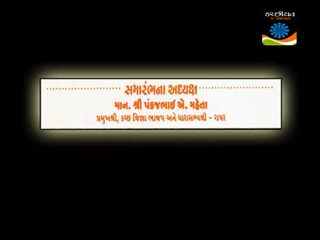 સમારંભના અધ્યક્ષ
માન. શ્રી પંકજભાઈ એ. મહેતા
પ્રમુખશ્રી, કચ્છ જિલ્લા ભાજપ અને ધારાસભ્યશ્રી - રાપર